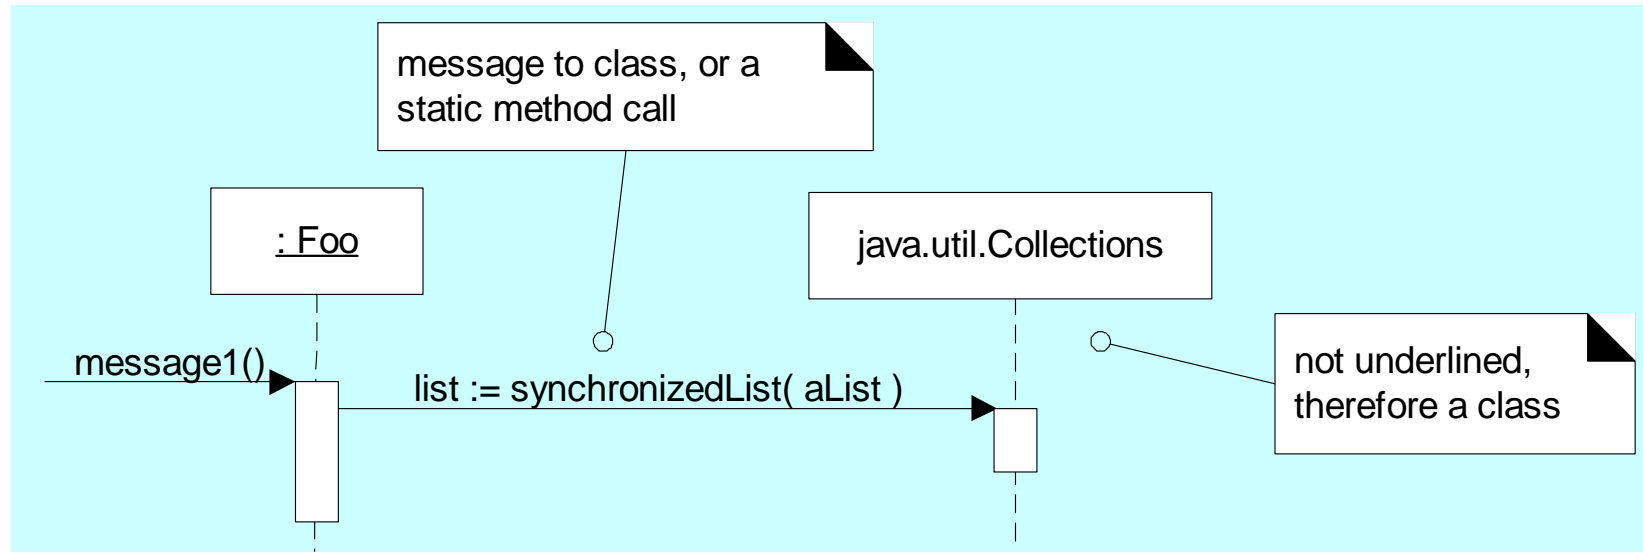 message to class, or a
static method call
: Foo
java.util.Collections
message1()
list := synchronizedList( aList )
not underlined,
therefore a class